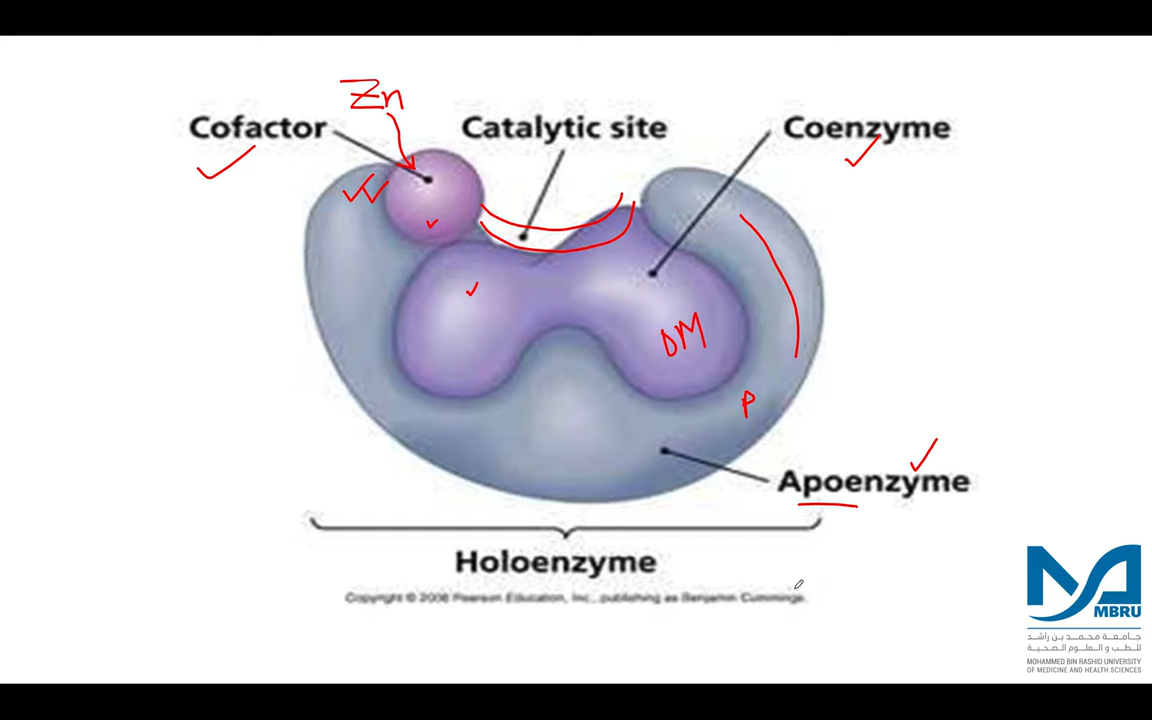 Zn
Cofactor
Catalytic site
Coenzyme
OM
P
Apoenzyme
Holoenzyme
Copyright © 2006 Pearson Education, Inc., publishing as Benjamin Cummings.
MBRU
جامعة محمد بن راشد
للطب و العلوم الصحية
MOHAMMED BIN RASHID UNIVERSITY
OF MEDICINE AND HEALTH SCIENCES